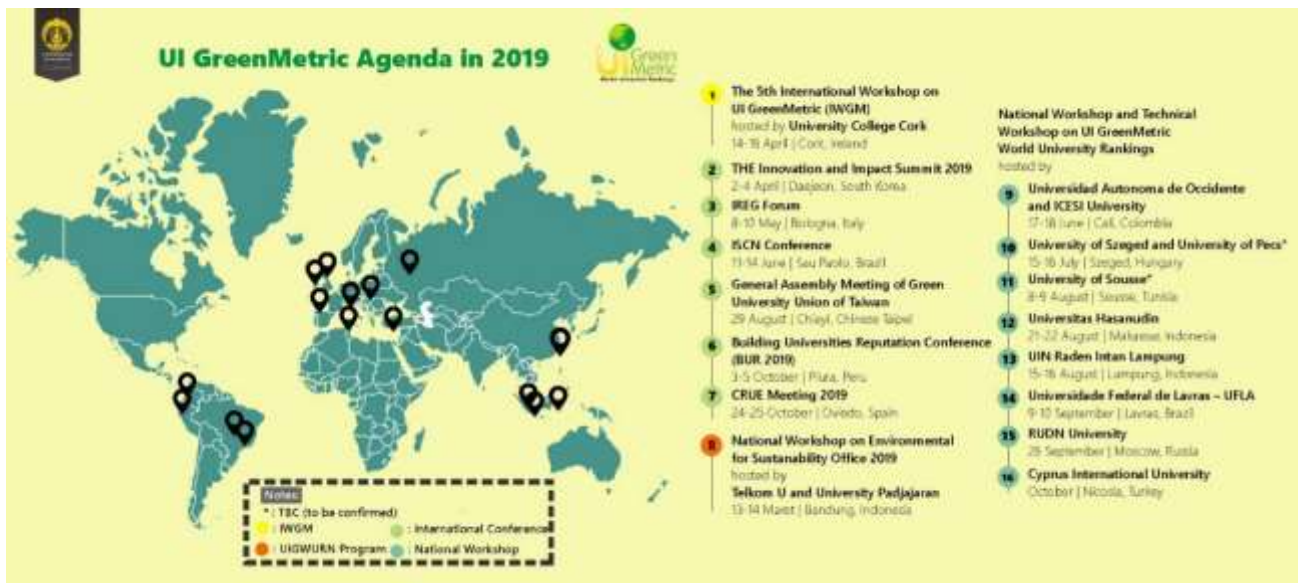 UI GreenMetric Agenda in 2019
UI Green
Metric
World University Rankings
1
The 5th International Workshop on
UI GreenMetric (IWGM)
hosted by University College Cork
14-16 April | Cork, Ireland
2
THE Innovation and Impact Summit 2019
2-4 April | Daejeon, South Korea
3
IREG Forum
8-10 May | Bologna, Italy
4
ISCN Conference
11-14 June | Sau Paolo, Brazil
5
General Assembly Meeting of Green
University Union of Taiwan
29 August | Chiayi, Chinese Taipei
6
Building Universities Reputation Conference
(BUR 2019)
3-5 October | Piura, Peru
7
CRUE Meeting 2019
24-25 October | Oviedo, Spain
8
National Workshop on Environmental
for Sustanability Office 2019
hosted by
Telkom U and University Padjajaran
13-14 Maret | Bandung, Indonesia
National Workshop and Technical
Workshop on UI GreenMetric
World University Rankings
hosted by
9
Universidad Autonoma de Occidente
and ICESI University
17-18 June | Cali, Colombia
10
University of Szeged and University of Pecs*
15-16 July | Szeged, Hungary
11
University of Sousse*
8-9 August | Sousse, Tunisia
12
Universitas Hasanudin
21-22 August | Makassar, Indonesia
13
UIN Raden Intan Lampung
15-16 August | Lampung, Indonesia
14
Universidade Federal de Lavras – UFLA
9-10 September | Lavras, Brazil
15
RUDN University
September | Moscow, Russia
16
Cyprus International University
October | Nicosia, Turkey
Notes:
* : TBC (to be confirmed)
: IWGM
: International Conference
: UIGWURN Program
: National Workshop